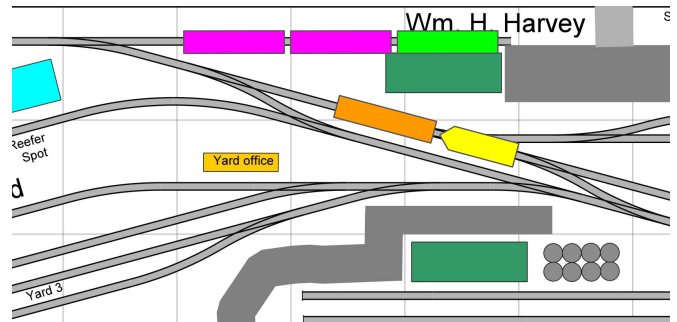 Wm. H. Harvey
S
Reefer
Spot
Yard office
d
Yard 3